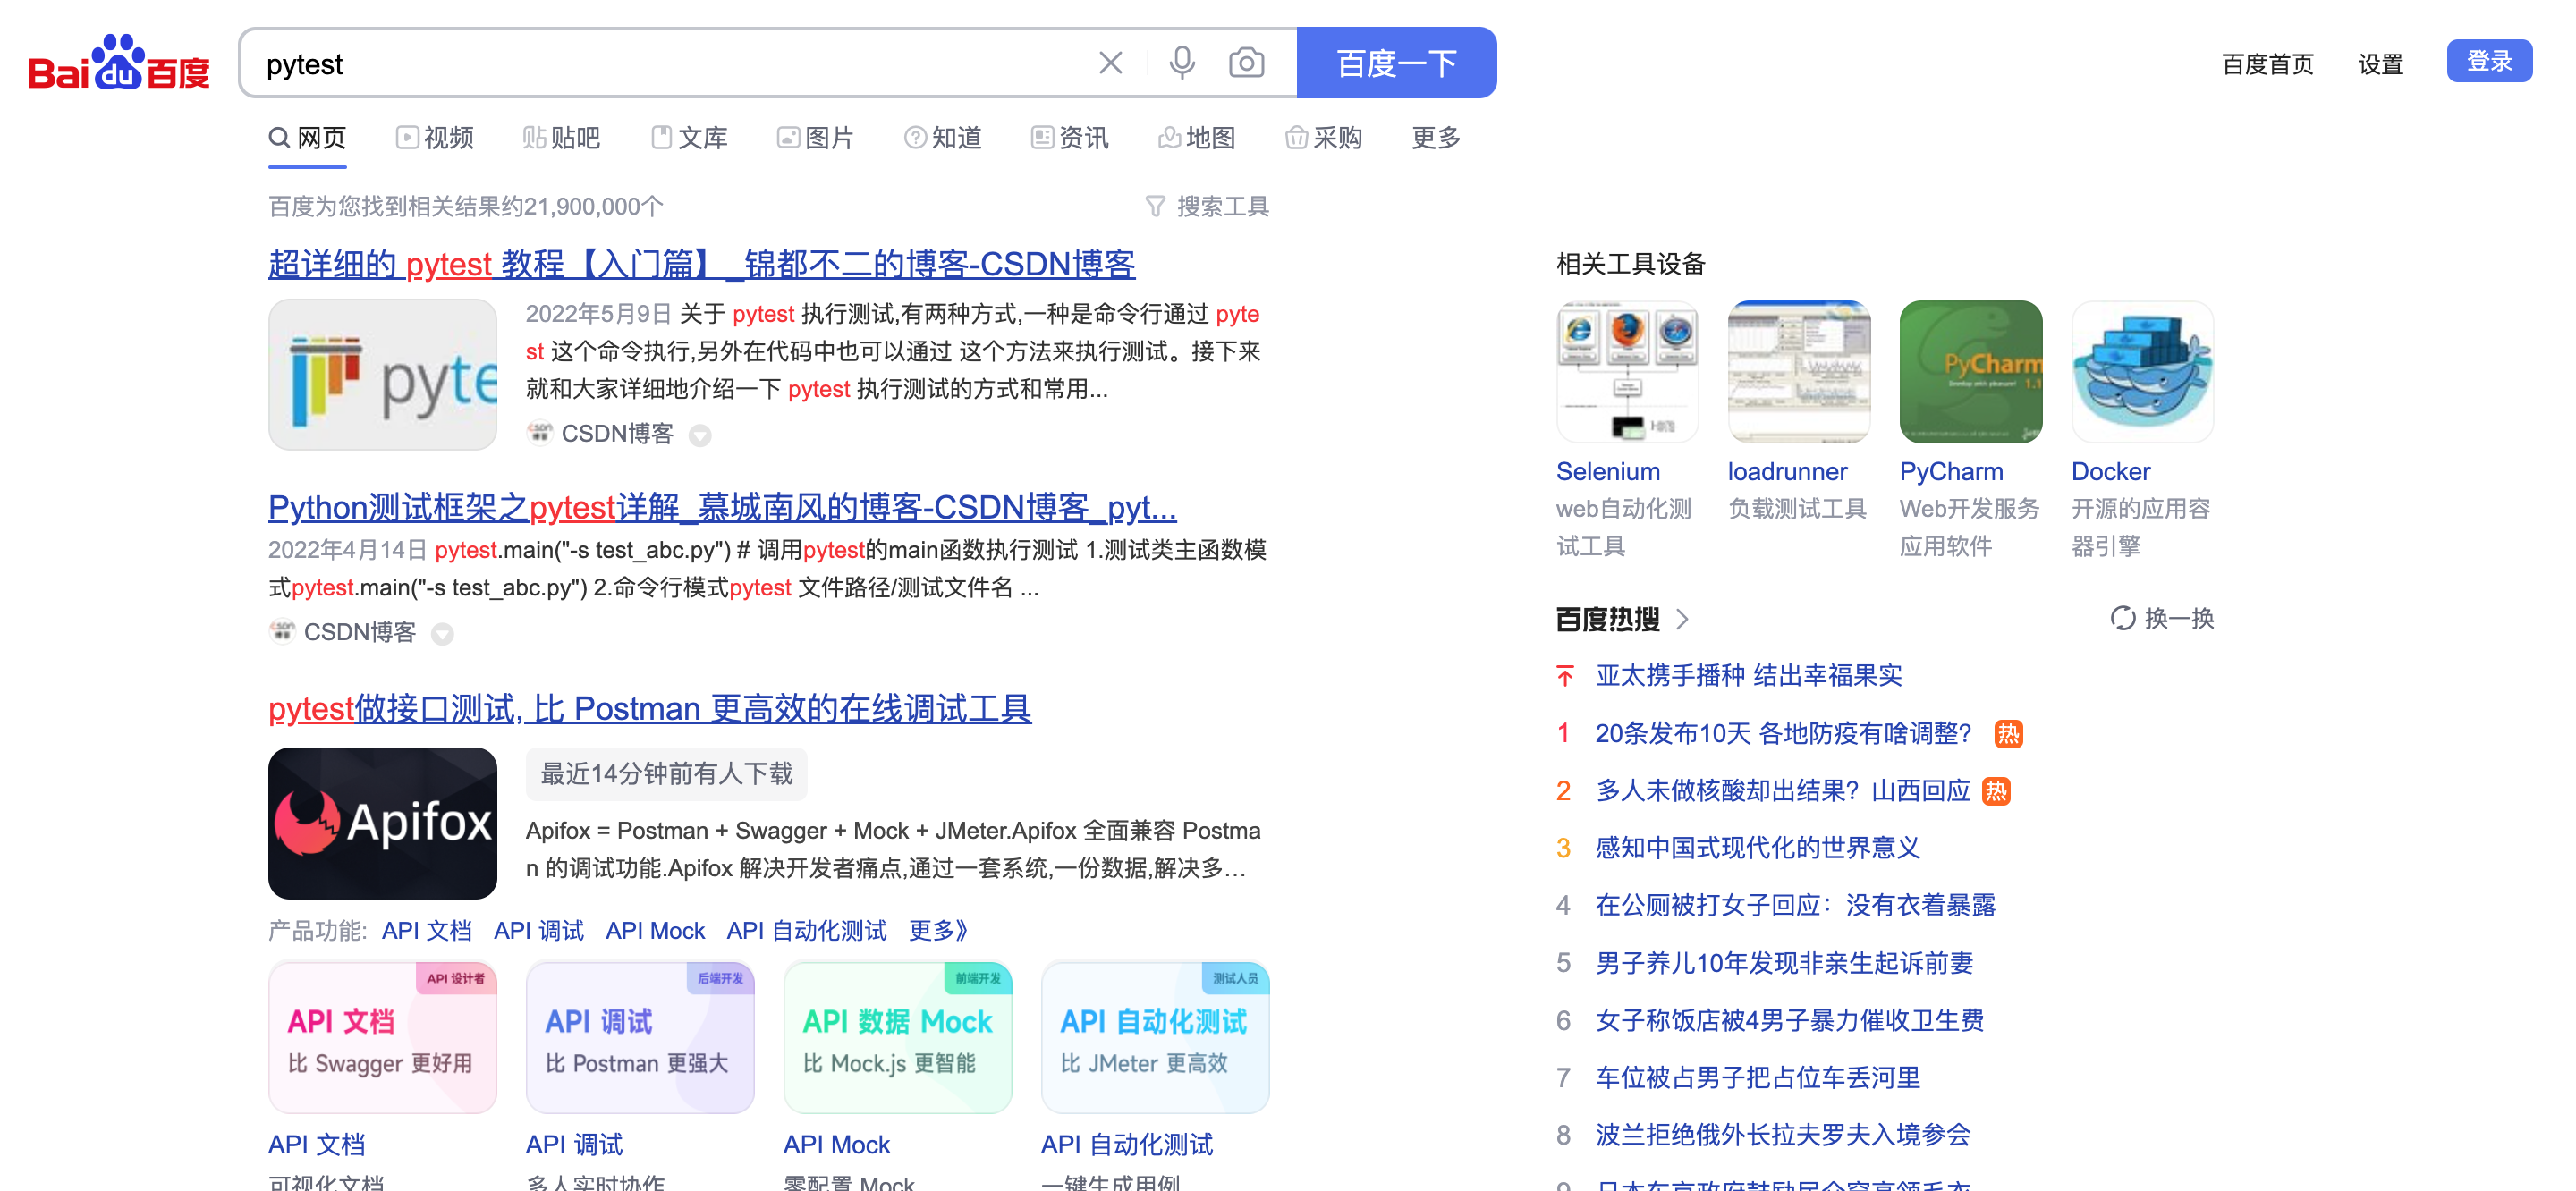 Baidu百度
pytest
百度一下
百度首页
设置
登录
网页
视频
贴吧
文库
图片
知道
资讯
地图
采购
更多
百度为您找到相关结果约21,900,000个
搜索工具
超详细的 pytest 教程【入门篇】_锦都不二的博客-CSDN博客
pyte
2022年5月9日 关于 pytest 执行测试,有两种方式,一种是命令行通过 pyte
st 这个命令执行,另外在代码中也可以通过 这个方法来执行测试。接下来
就和大家详细地介绍一下 pytest 执行测试的方式和常用...
CSDN博客
Python测试框架之pytest详解_慕城南风的博客-CSDN博客_pyt...
2022年4月14日 pytest.main("-s test_abc.py") # 调用pytest的main函数执行测试 1.测试类主函数模
式pytest.main("-s test_abc.py") 2.命令行模式pytest 文件路径/测试文件名 ...
CSDN博客
pytest做接口测试, 比 Postman 更高效的在线调试工具
Apifox
最近14分钟前有人下载
Apifox = Postman + Swagger + Mock + JMeter.Apifox 全面兼容 Postma
n 的调试功能.Apifox 解决开发者痛点,通过一套系统,一份数据,解决多...
产品功能: API 文档 API 调试 API Mock API 自动化测试 更多》
API 设计者
API 文档
比 Swagger 更好用
后端开发
API 调试
比 Postman 更强大
前端开发
API 数据 Mock
比 Mock.js 更智能
测试人员
API 自动化测试
比 JMeter 更高效
API 文档
API 调试
API Mock
API 自动化测试
可视化文档
多人实时协作
零配置 Mock
一键生成用例
相关工具设备
PyCharm
Selenium
web自动化测
试工具
loadrunner
负载测试工具
PyCharm
Web开发服务
应用软件
Docker
开源的应用容
器引擎
百度热搜
换一换
亚太携手播种 结出幸福果实
1 20条发布10天 各地防疫有啥调整? 热
2 多人未做核酸却出结果? 山西回应 热
3 感知中国式现代化的世界意义
4 在公厕被打女子回应：没有衣着暴露
5 男子养儿10年发现非亲生起诉前妻
6 女子称饭店被4男子暴力催收卫生费
7 车位被占男子把占位车丢河里
8 波兰拒绝俄外长拉夫罗夫入境参会
9 日本东京政府鼓励民众穿高领毛衣